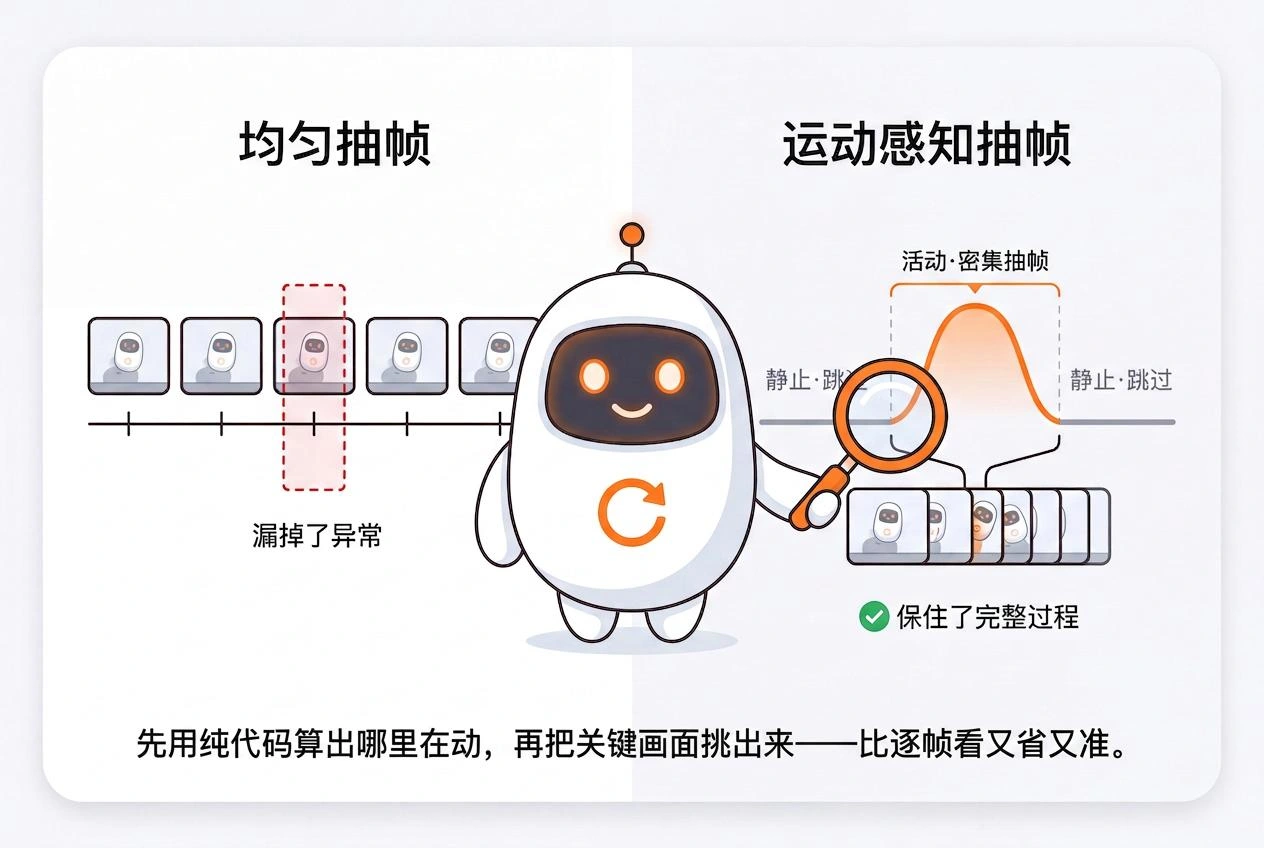 均匀抽帧
运动感知抽帧
活动·密集抽帧
静止·跳
静止·跳过
漏掉了异常
保住了完整过程
先用纯代码算出哪里在动，再把关键画面挑出来——比逐帧看又省又准。